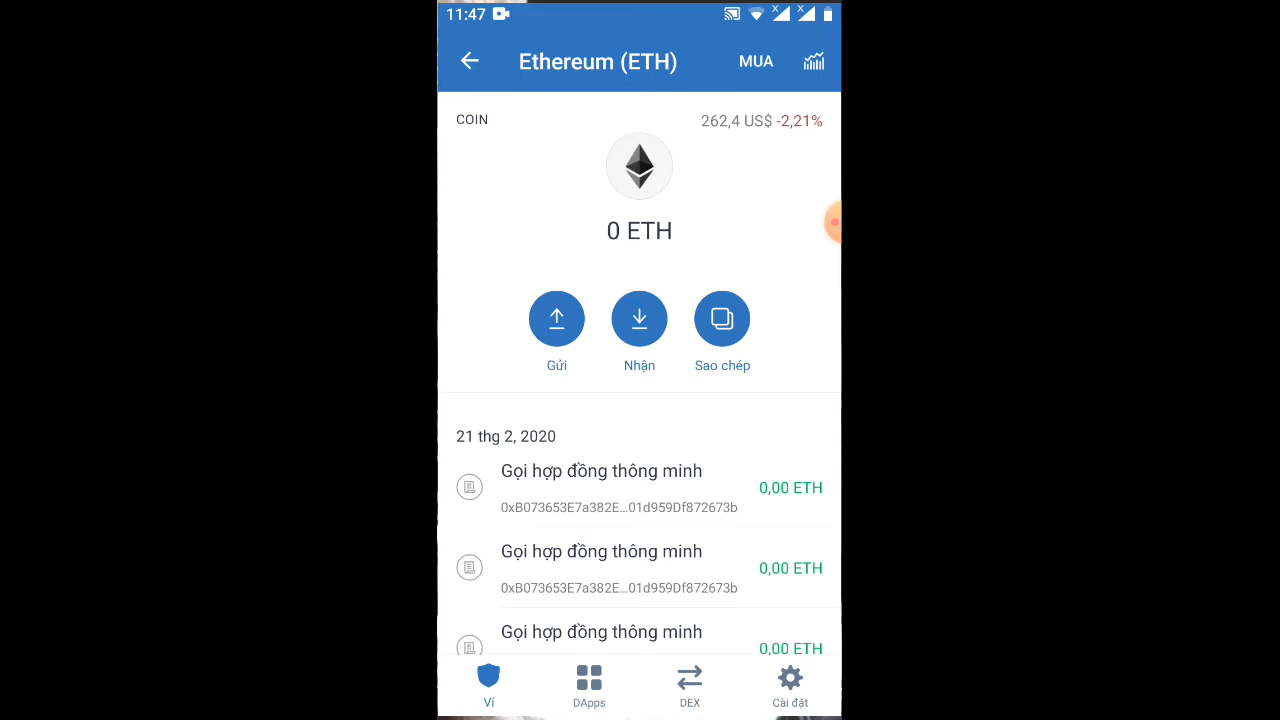 11:47
Ethereum (ETH)
MUA
COIN
262,4 US$ -2,21%
0 ETH
Gửi
Nhận
Sao chép
21 thg 2, 2020
Gọi hợp đồng thông minh
0,00 ETH
0xB073653E7a382E...01d959Df872673b
Gọi hợp đồng thông minh
0,00 ETH
0xB073653E7a382E...01d959Df872673b
Gọi hợp đồng thông minh
0,00 ETH
Ví
DApps
DEX
Cài đặt